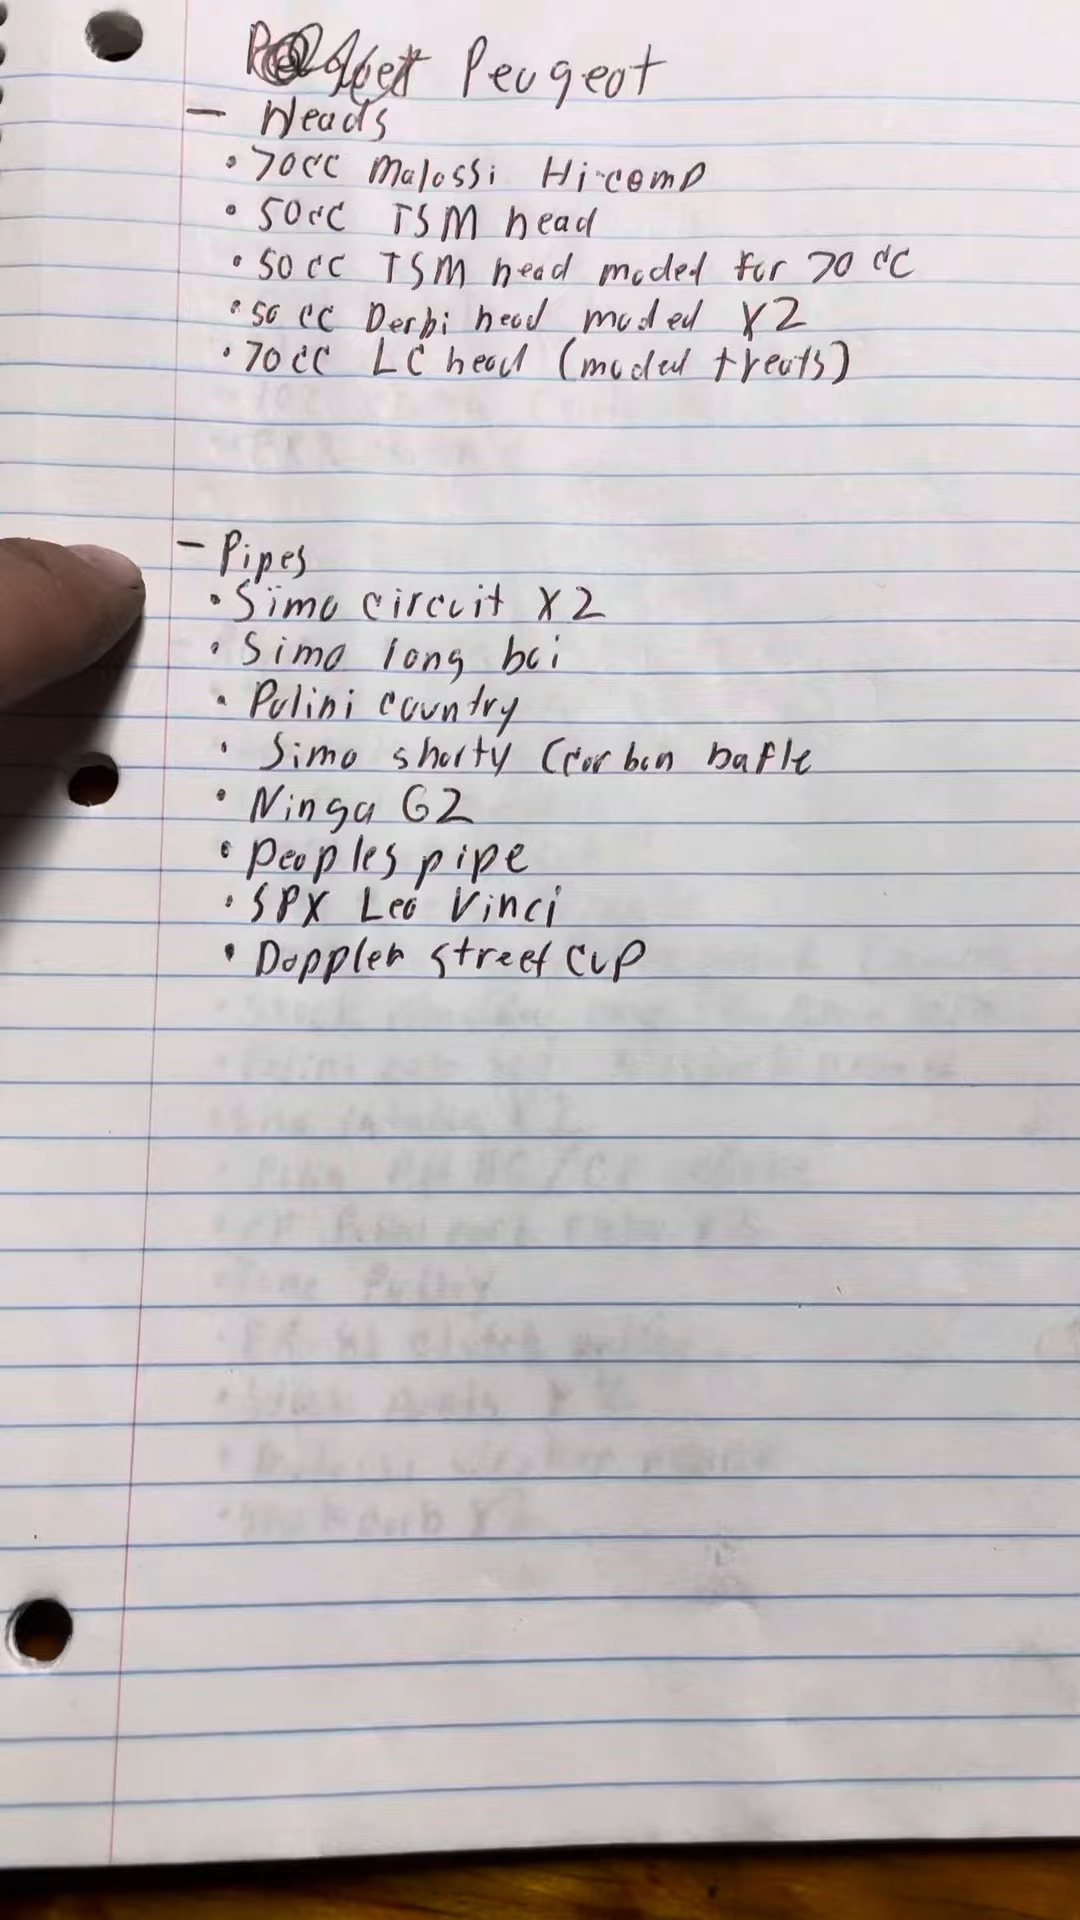 Peugeot
- Heads
• 70cc Malossi Hi-comp
• 50cc TSM head
• 50cc TSM head moded for 70cc
• 50cc Derbi head moded X2
• 70cc LC head (moded treats)
- Pipes
• Simo circuit X2
• Simo long boi
• Polini country
• Simo shorty (carbon bafle
• Ninga G2
• Peoples pipe
• SPX Leo Vinci
• Doppler street cup